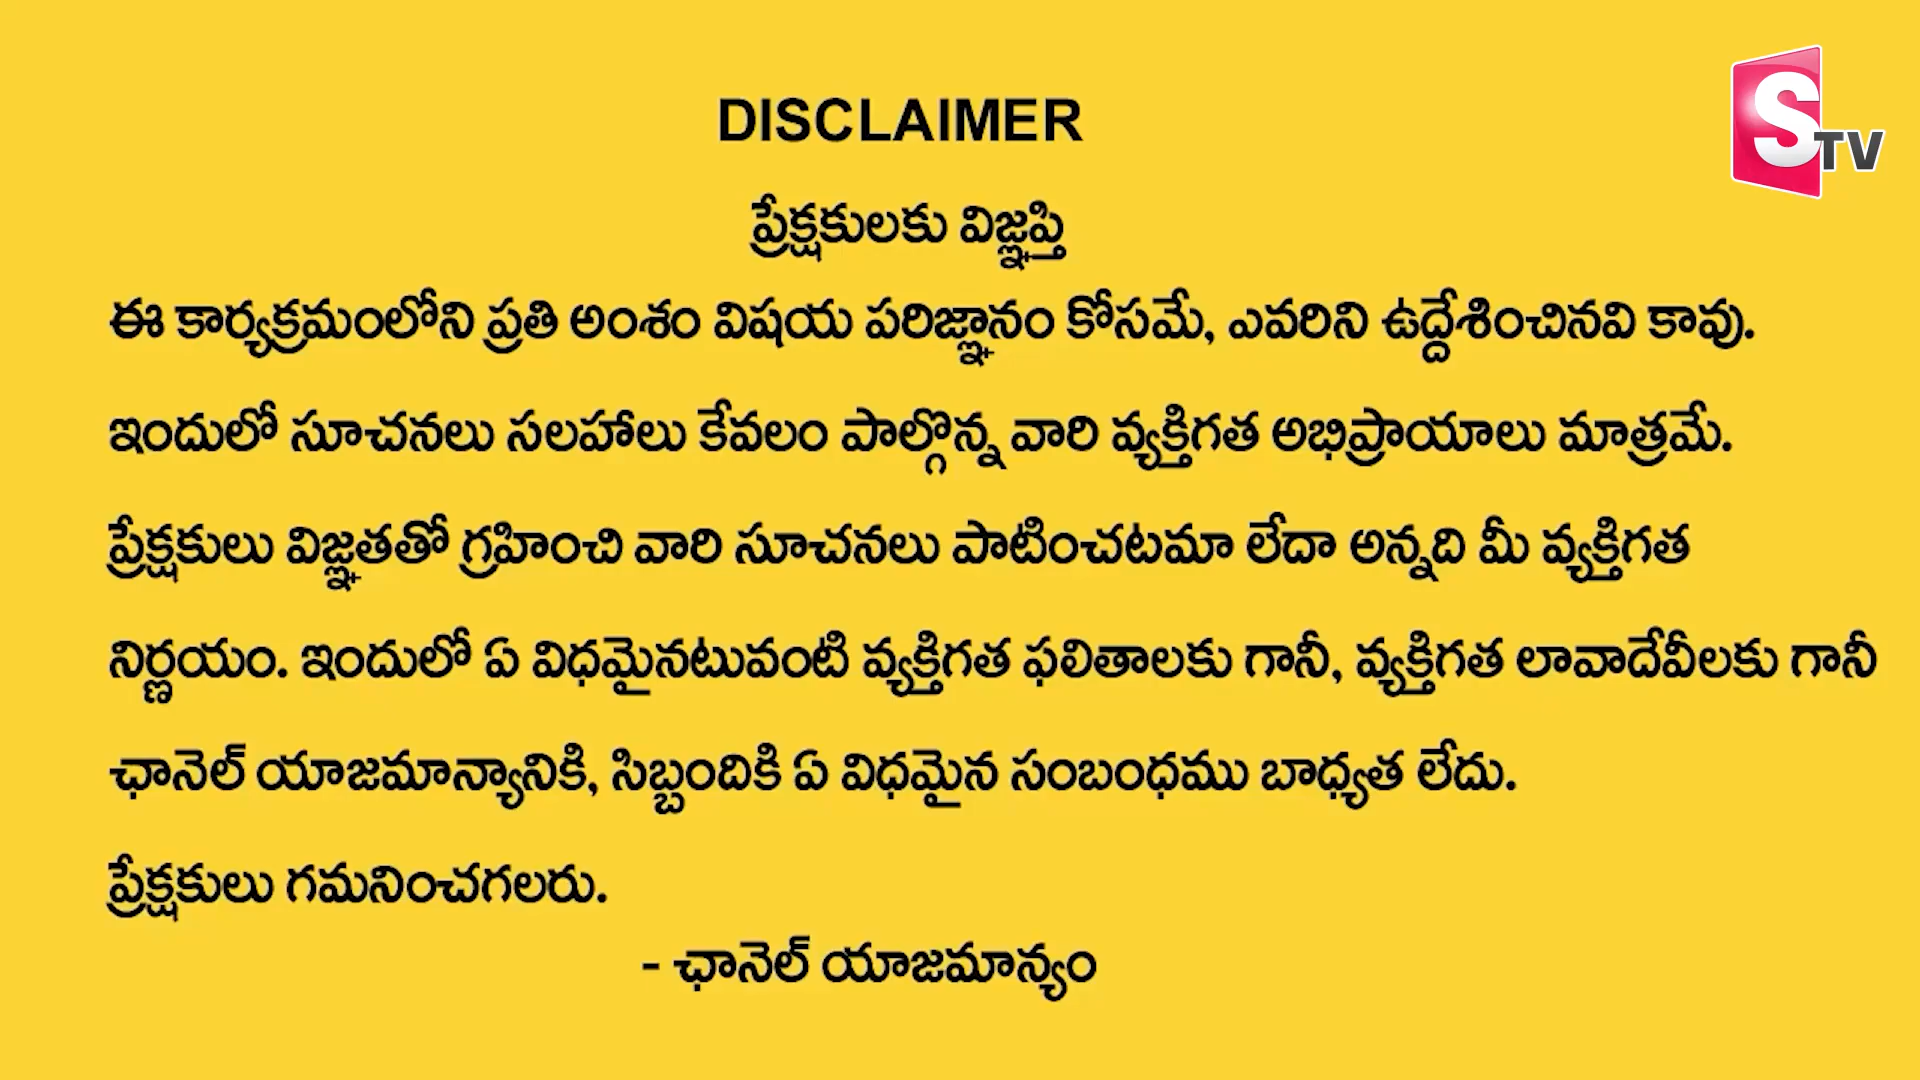 STV
DISCLAIMER
ప్రేక్షకులకు విజ్ఞప్తి
ఈ కార్యక్రమంలోని ప్రతి అంశం విషయ పరిజ్ఞానం కోసమే, ఎవరిని ఉద్దేశించినవి కావు.
ఇందులో సూచనలు సలహాలు కేవలం పాల్గొన్న వారి వ్యక్తిగత అభిప్రాయాలు మాత్రమే.
ప్రేక్షకులు విజ్ఞతతో గ్రహించి వారి సూచనలు పాటించటమా లేదా అన్నది మీ వ్యక్తిగత
నిర్ణయం. ఇందులో ఏ విధమైనటువంటి వ్యక్తిగత ఫలితాలకు గానీ, వ్యక్తిగత లావాదేవీలకు గానీ
ఛానెల్ యాజమాన్యానికి, సిబ్బందికి ఏ విధమైన సంబంధము బాధ్యత లేదు.
ప్రేక్షకులు గమనించగలరు.
- ఛానెల్ యాజమాన్యం